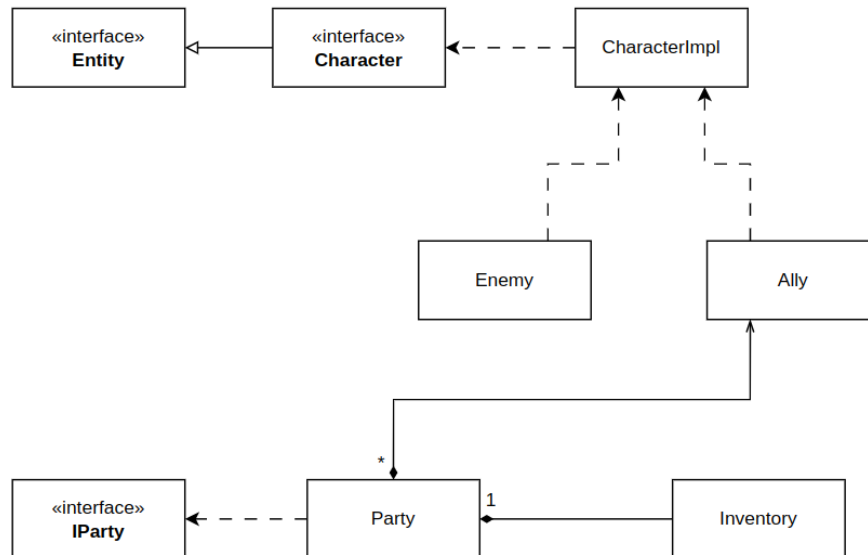 «interface»
Entity
«interface»
Character
CharacterImpl
Enemy
Ally
*
1
«interface»
IParty
Party
Inventory